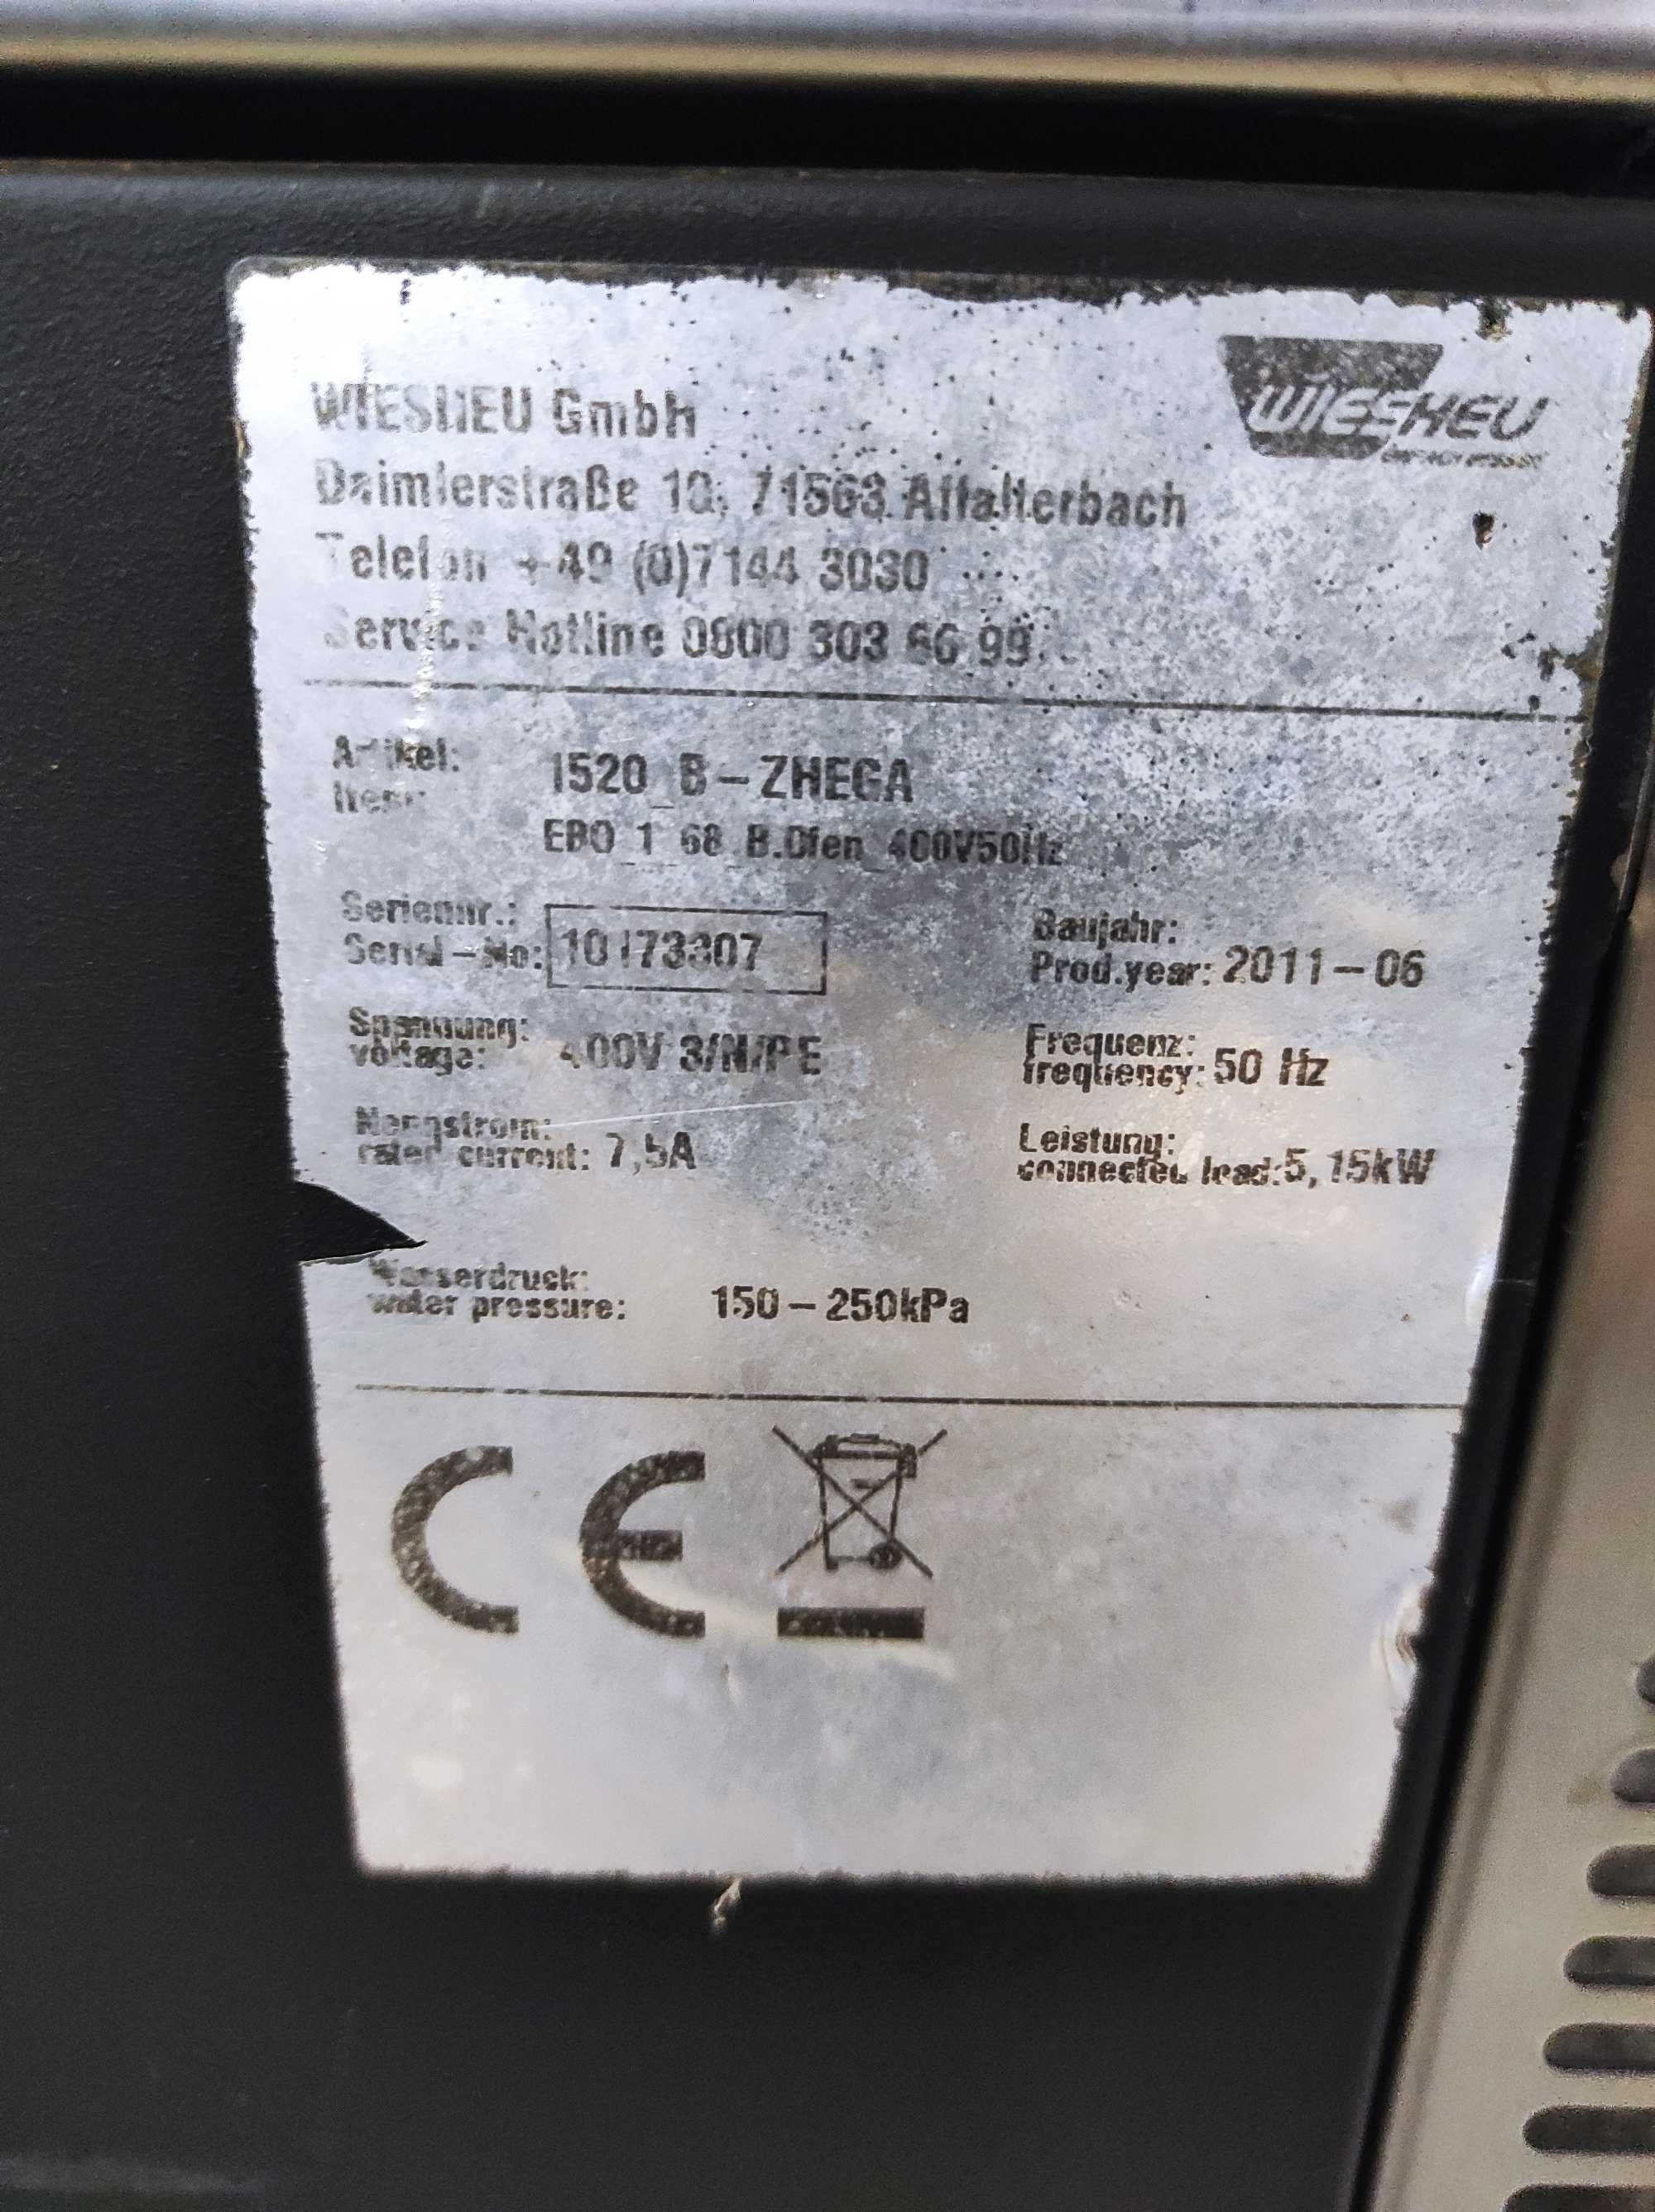 WIESHEU GmbH
WIESHEU
Daimlerstraße 10, 71563 Affalterbach
Telefon +49 (0)7144 3030
Service Hotline 0800 303 66 99
Artikel:
Item:
I520_B-ZHEGA
EBO_1_68_B.Ofen_400V50Hz
Seriennr.:
Serial-No: 10173307
Baujahr:
Prod.year: 2011-06
Spannung:
voltage: 400V 3/N/PE
Frequenz:
frequency: 50 Hz
Nennstrom:
rated current: 7,5A
Leistung:
connected load: 5,15kW
Wasserdruck:
water pressure: 150-250kPa
CE